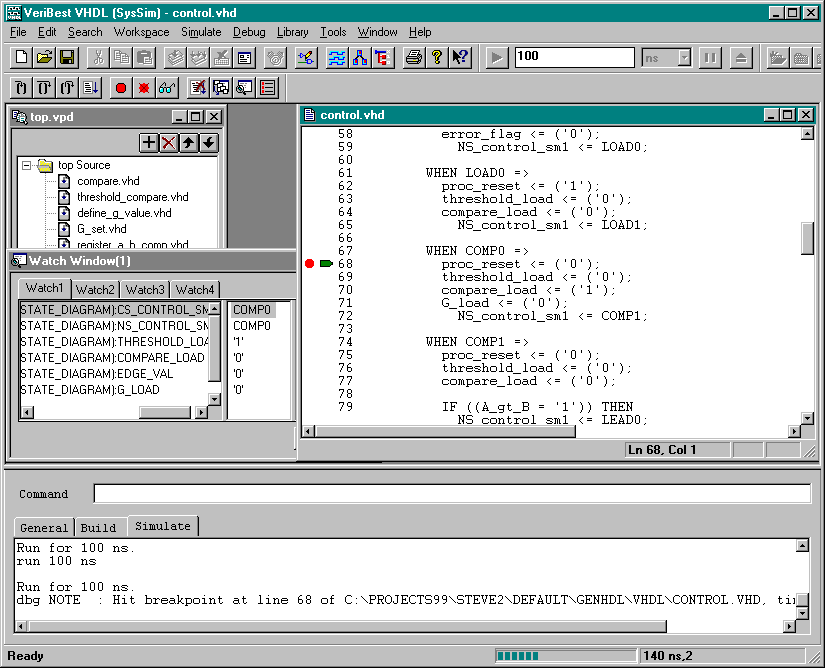 VeriBest VHDL (SysSim) - control.vhd
File Edit Search Workspace Simulate Debug Library Tools Window Help
100 ns
top.vpd
top Source
compare.vhd
threshold_compare.vhd
define_g_value.vhd
G_set.vhd
register_a_b_comp.vhd
Watch Window(1)
Watch1 Watch2 Watch3 Watch4
STATE_DIAGRAM):CS_CONTROL_SM COMP0
STATE_DIAGRAM):NS_CONTROL_SM COMP0
STATE_DIAGRAM):THRESHOLD_LOA '1'
STATE_DIAGRAM):COMPARE_LOAD '0'
STATE_DIAGRAM):EDGE_VAL '0'
STATE_DIAGRAM):G_LOAD '0'
control.vhd
58 error_flag <= ('0');
59 NS_control_sm1 <= LOAD0;
60
61 WHEN LOAD0 =>
62 proc_reset <= ('1');
63 threshold_load <= ('0');
64 compare_load <= ('0');
65 NS_control_sm1 <= LOAD1;
66
67 WHEN COMP0 =>
68 proc_reset <= ('0');
69 threshold_load <= ('0');
70 compare_load <= ('1');
71 G_load <= ('0');
72 NS_control_sm1 <= COMP1;
73
74 WHEN COMP1 =>
75 proc_reset <= ('0');
76 threshold_load <= ('0');
77 compare_load <= ('0');
78
79 IF ((A_gt_B = '1')) THEN
NS_control_sm1 <= LEAD0;
Ln 68, Col 1
Command
General Build Simulate
Run for 100 ns.
run 100 ns
Run for 100 ns.
dbg NOTE : Hit breakpoint at line 68 of C:\PROJECTS99\STEVE2\DEFAULT\GENHDL\VHDL\CONTROL.VHD,
Ready 140 ns,2